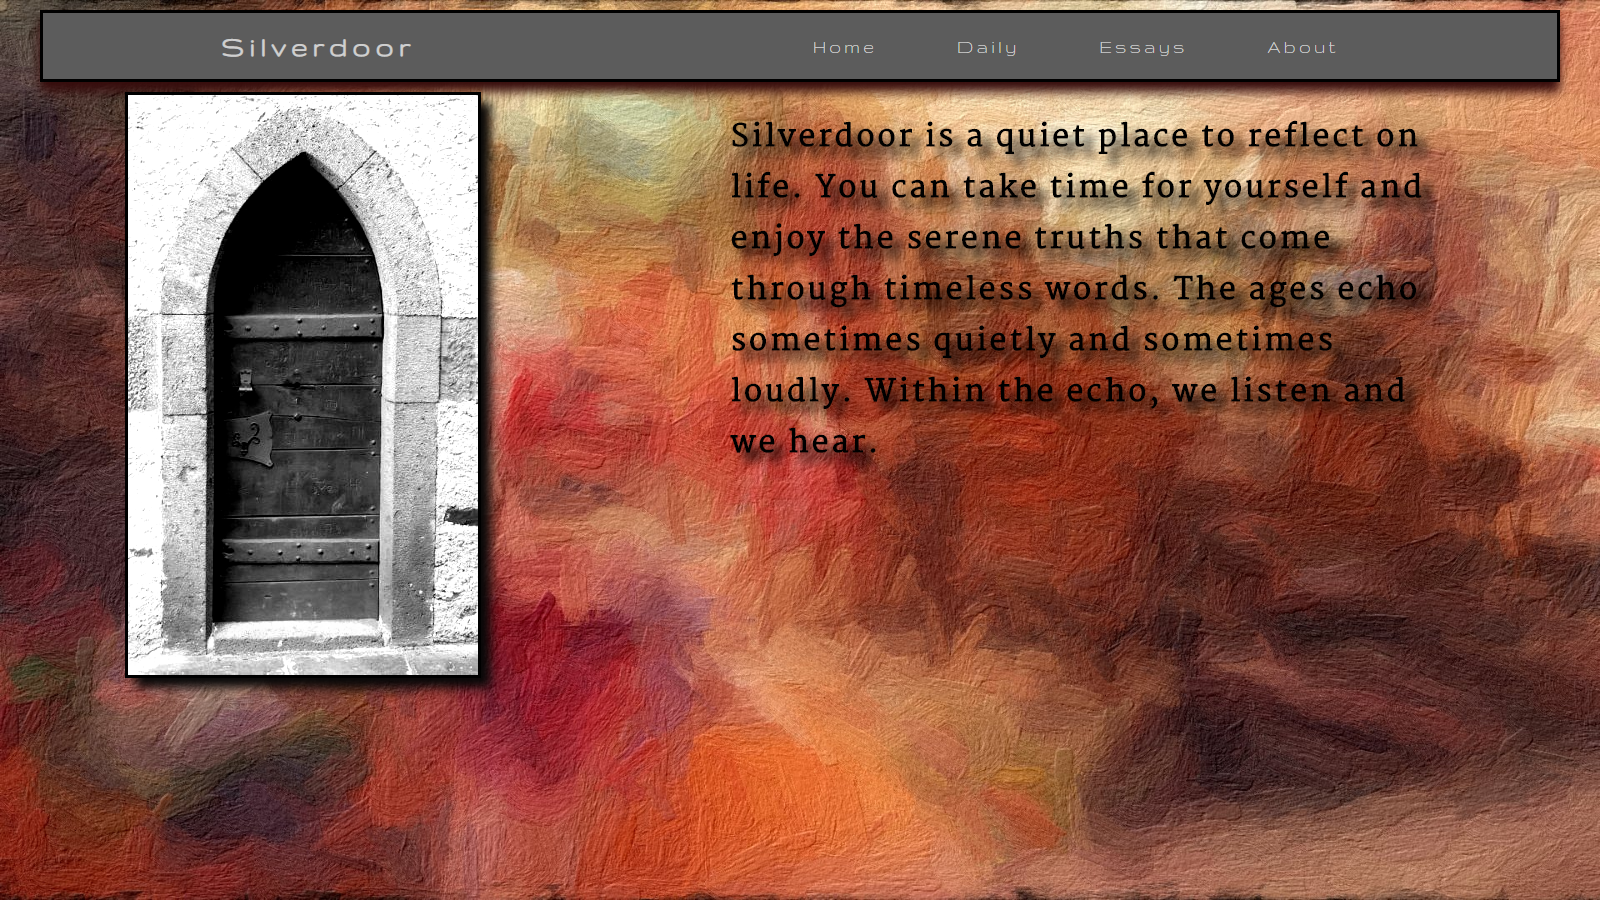 Silverdoor
Home Daily Essays About
Silverdoor is a quiet place to reflect on
life. You can take time for yourself and
enjoy the serene truths that come
through timeless words. The ages echo
sometimes quietly and sometimes
loudly. Within the echo, we listen and
we hear.